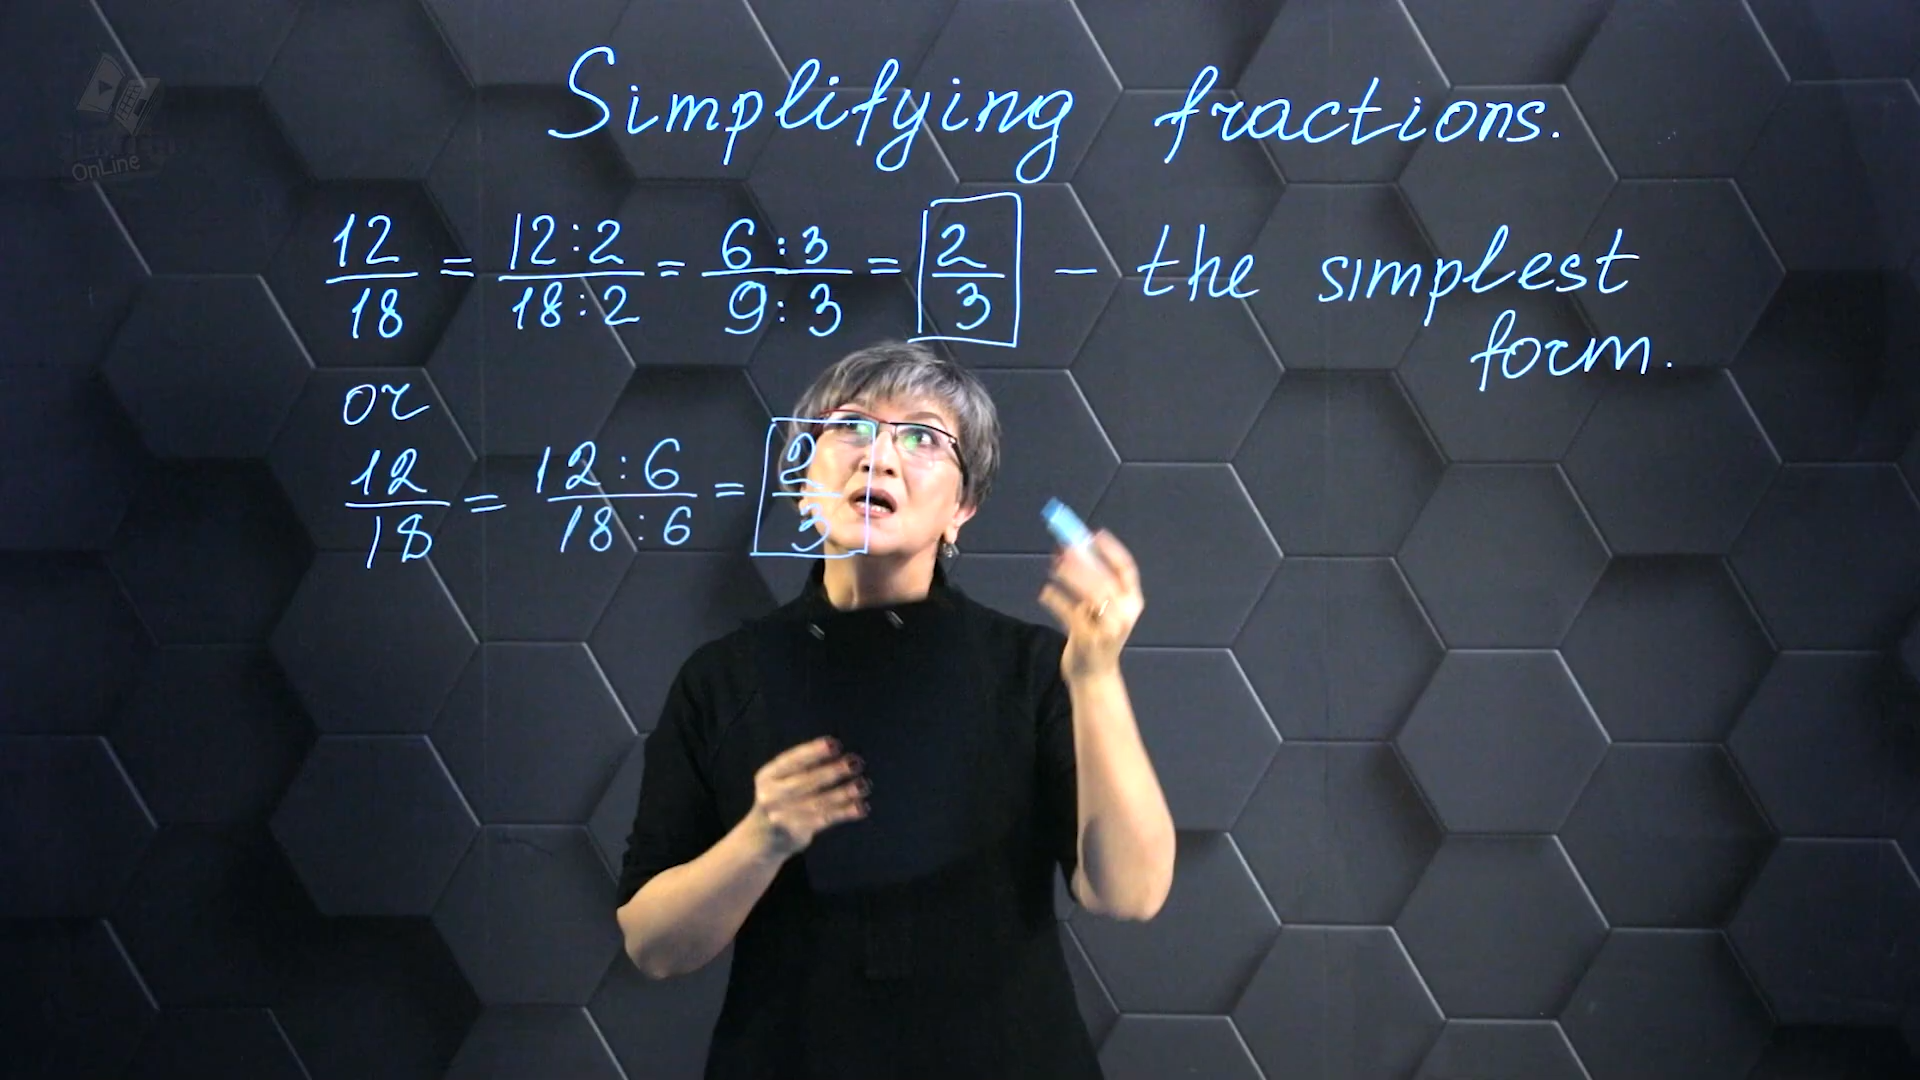 Simplifying fractions.
12/18 = 12:2/18:2 = 6:3/9:3 = 2/3 – the simplest
form.
or
12/18 = 12:6/18:6 = 2/3
OnLine